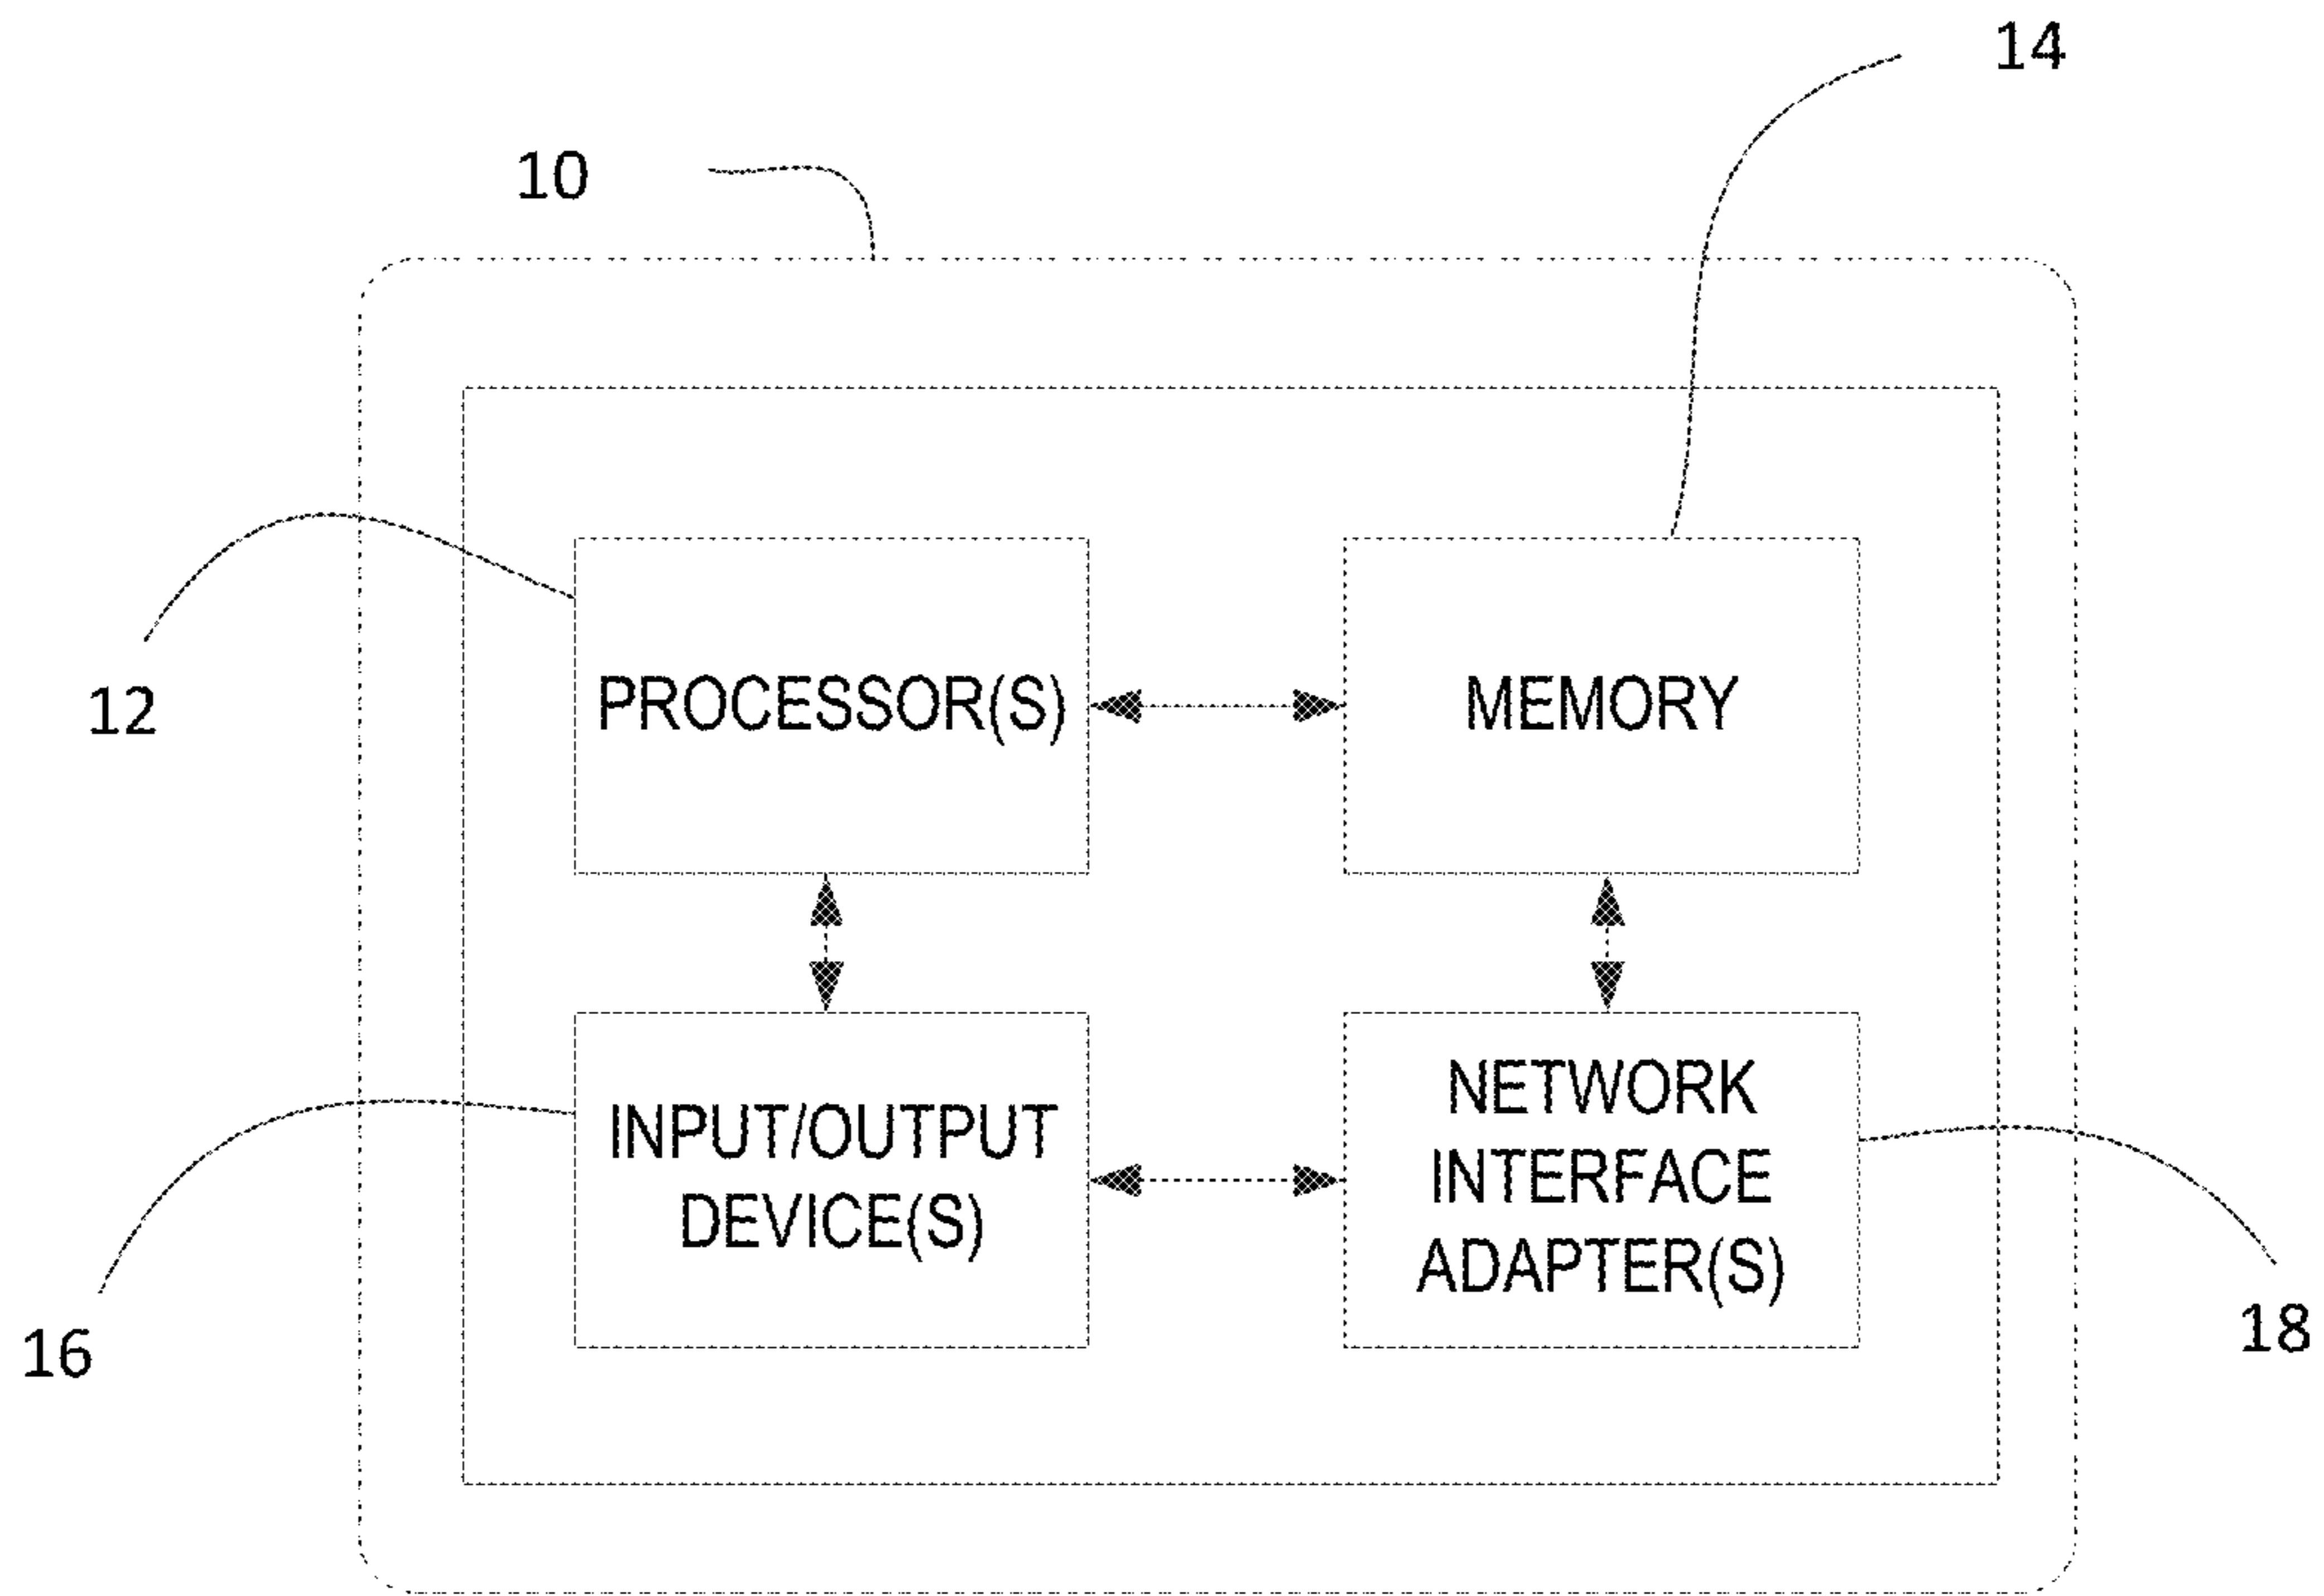 14
10
PROCESSOR(S)
MEMORY
12
INPUT/OUTPUT
DEVICE(S)
NETWORK
INTERFACE
ADAPTER(S)
16
18